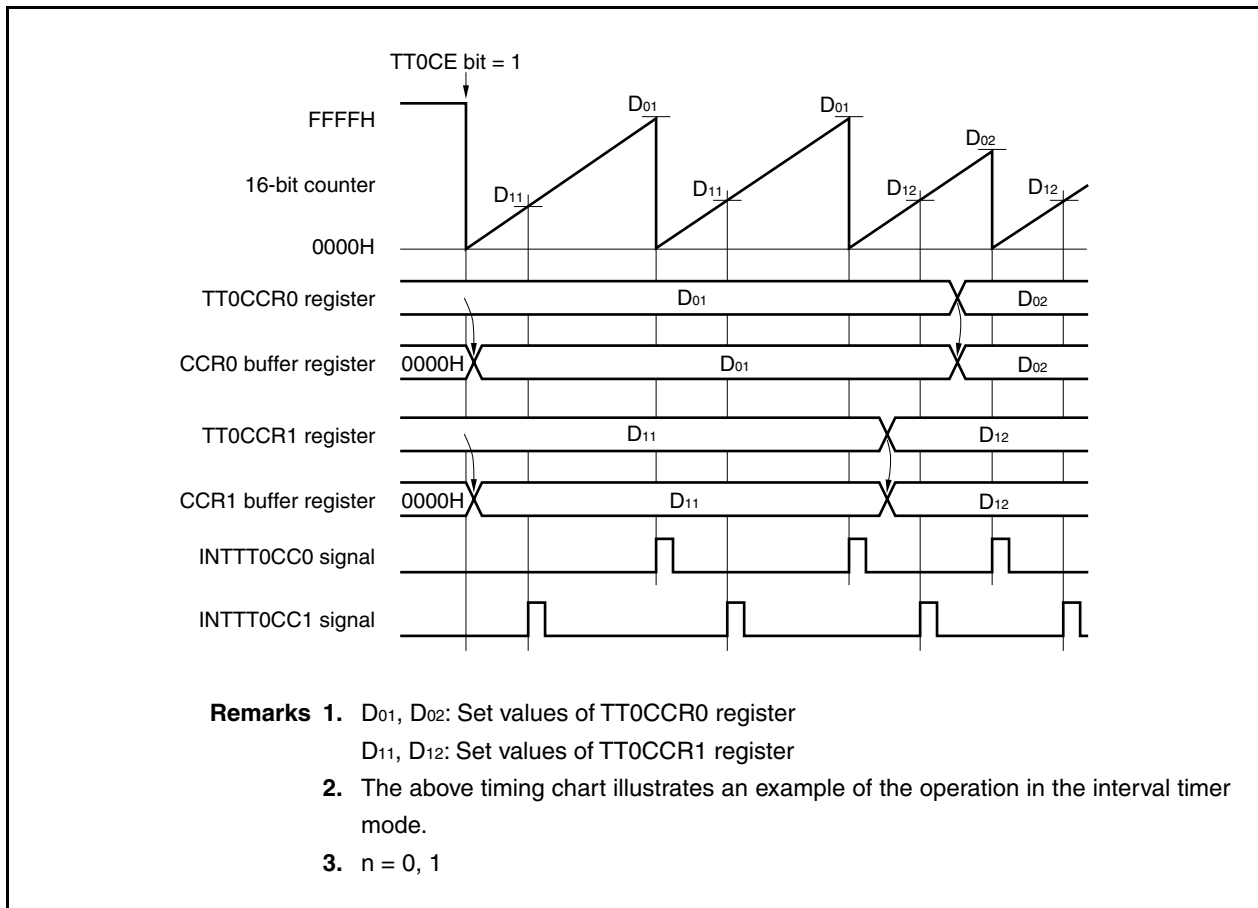 TT0CE bit = 1
FFFFH
D01
D01
D02
16-bit counter
D11
D11
D12
D12
0000H
TT0CCR0 register
D01
D02
CCR0 buffer register
0000H
D01
D02
TT0CCR1 register
D11
D12
CCR1 buffer register
0000H
D11
D12
INTTT0CC0 signal
INTTT0CC1 signal
Remarks 1. D01, D02: Set values of TT0CCR0 register
D11, D12: Set values of TT0CCR1 register
2. The above timing chart illustrates an example of the operation in the interval timer
mode.
3. n = 0, 1